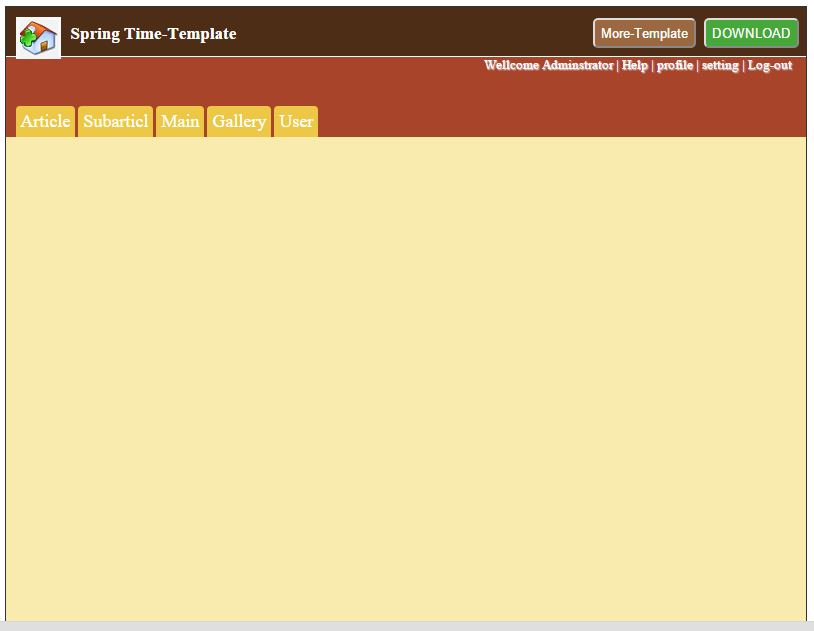 Spring Time-Template More-Template DOWNLOAD
Wellcome Adminstrator | Help | profile | setting | Log-out
Article Subarticl Main Gallery User